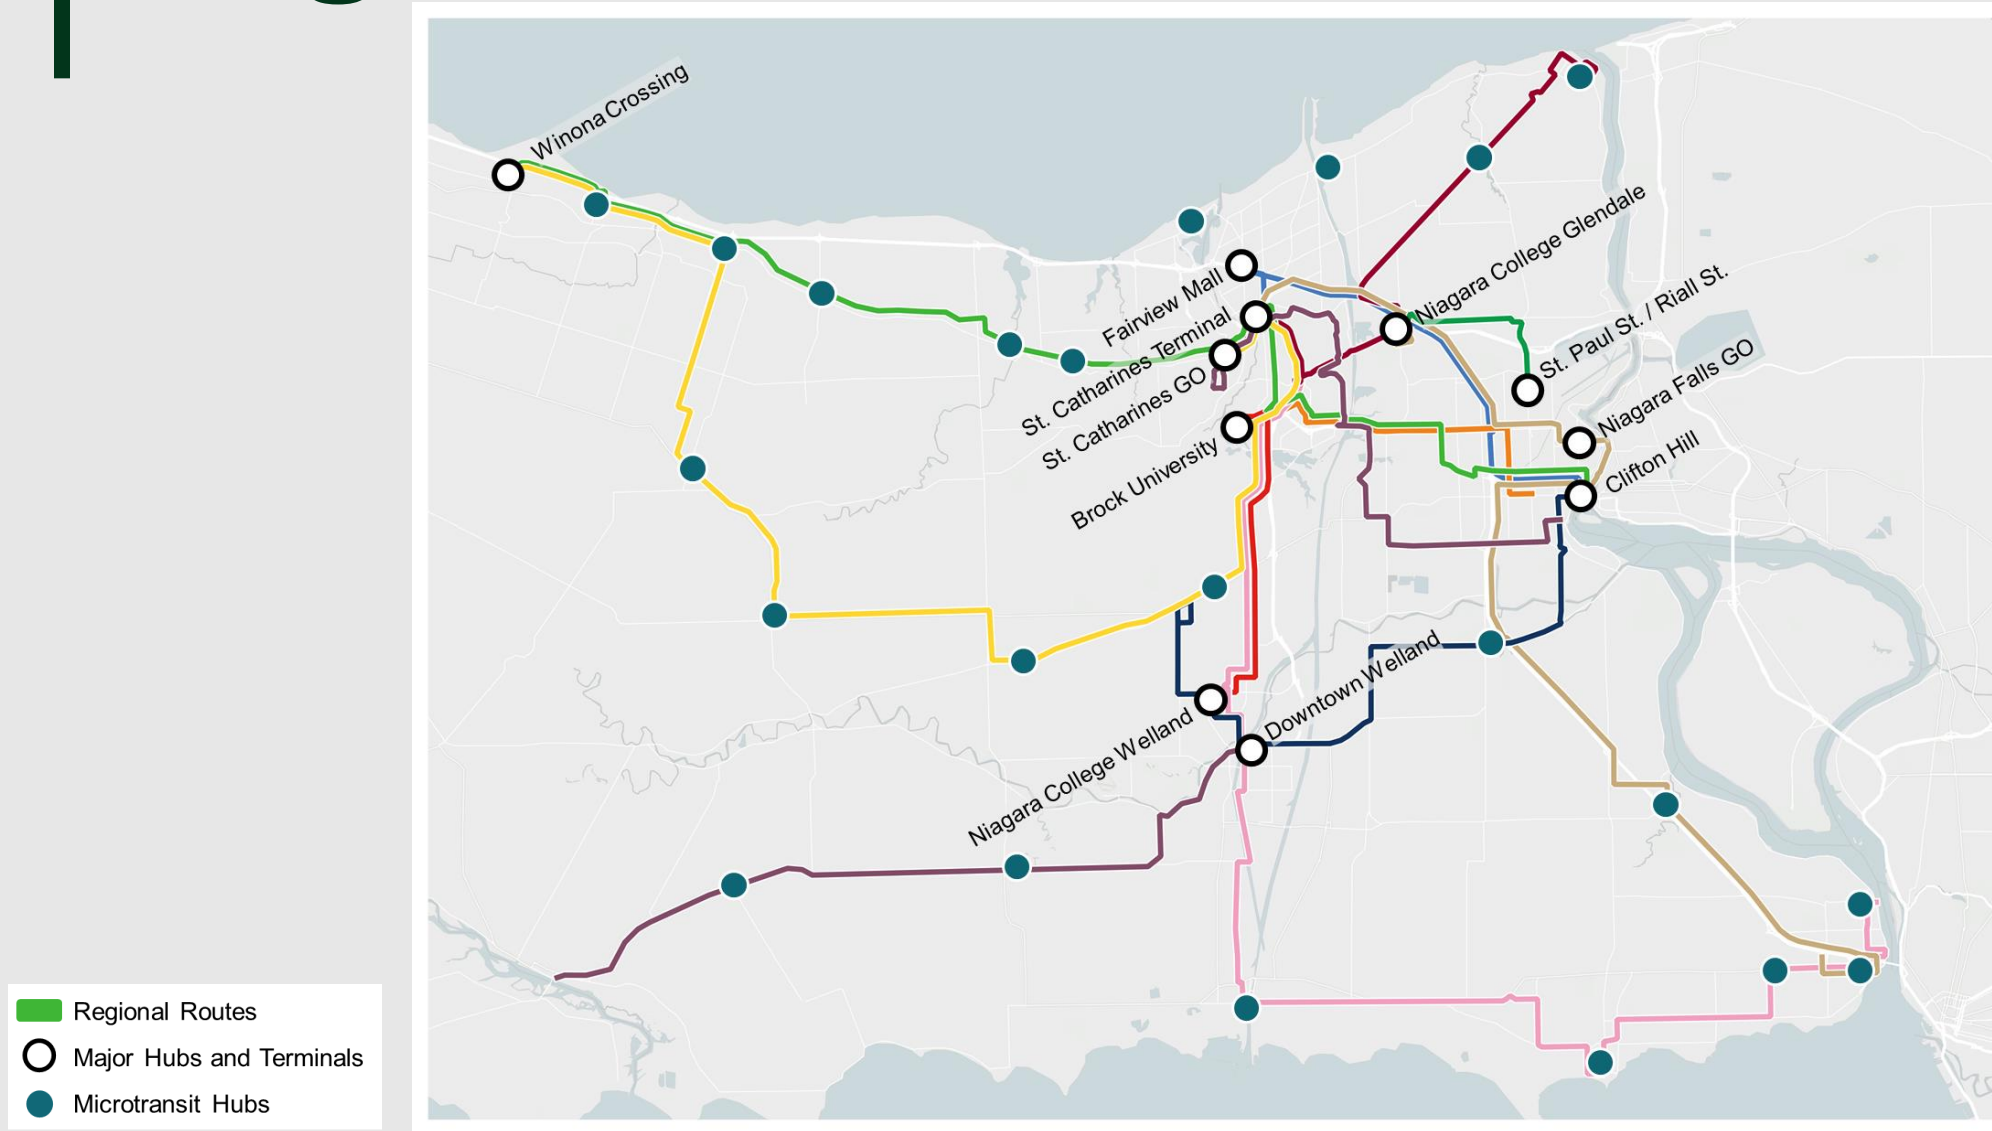 Winona Crossing
Niagara College Glendale
Fairview Mall
St. Paul St. / Riall St.
St. Catharines Terminal
Niagara Falls GO
St. Catharines GO
Clifton Hill
Brock University
Downtown Welland
Niagara College Welland
Regional Routes
Major Hubs and Terminals
Microtransit Hubs